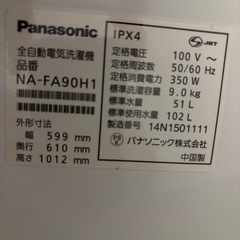 Panasonic
全自動電気洗濯機
品番
NA-FA90H1
外形寸法
幅 599 mm
奥行 610 mm
高さ 1012 mm
IPX4
JET
定格電圧 100 V～
定格周波数 50/60 Hz
定格消費電力 350 W
標準洗濯容量 9.0kg
標準水量 51 L
標準使用水量 102 L
製造番号 14N1501111
パナソニック株式会社
中国製